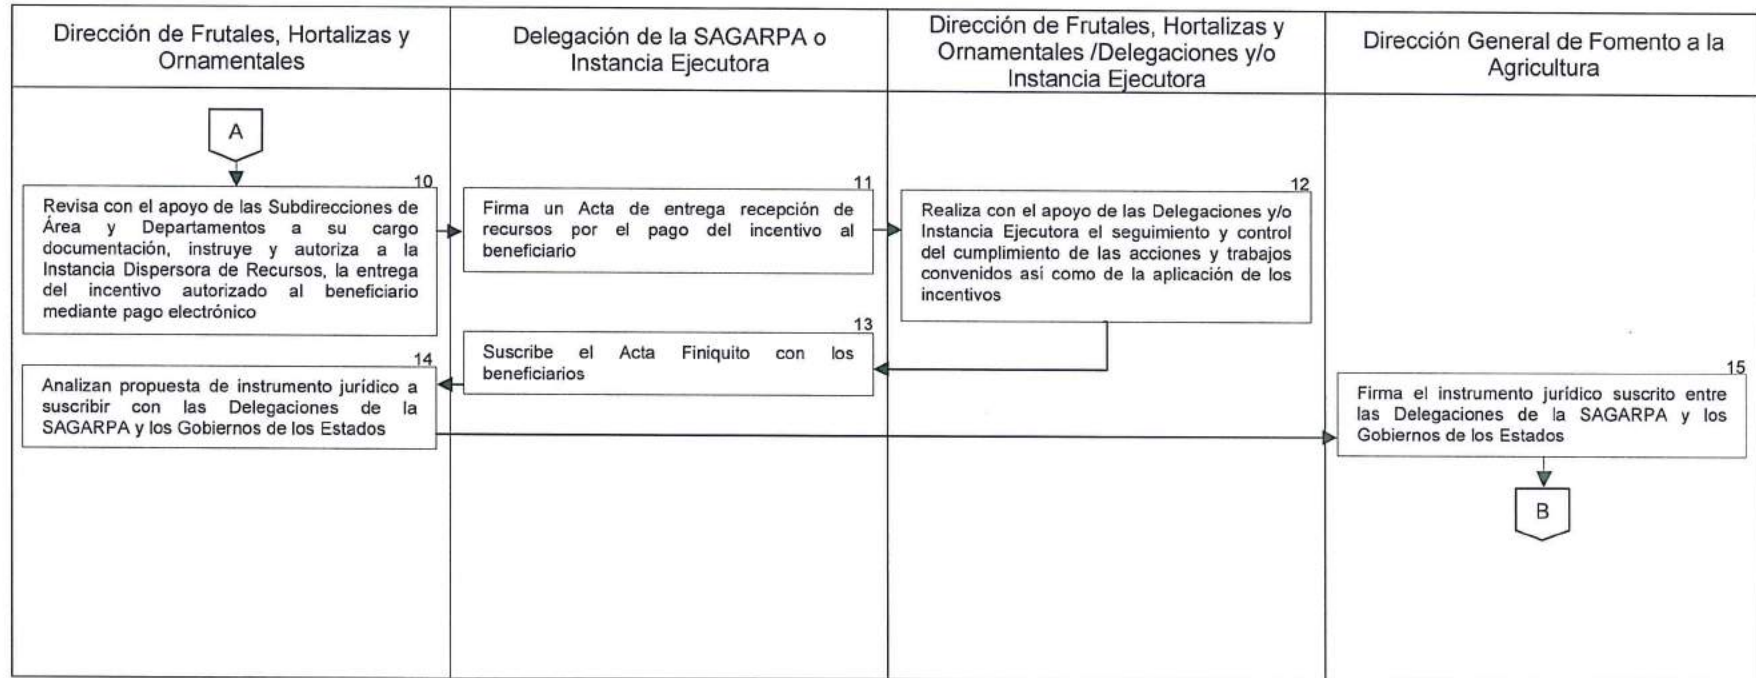 Dirección de Frutales, Hortalizas y
Ornamentales
Delegación de la SAGARPA o
Instancia Ejecutora
Dirección de Frutales, Hortalizas y
Ornamentales /Delegaciones y/o
Instancia Ejecutora
Dirección General de Fomento a la
Agricultura
A
10
Revisa con el apoyo de las Subdirecciones de
Área y Departamentos a su cargo
documentación, instruye y autoriza a la
Instancia Dispersora de Recursos, la entrega
del incentivo autorizado al beneficiario
mediante pago electrónico
11
Firma un Acta de entrega recepción de
recursos por el pago del incentivo al
beneficiario
12
Realiza con el apoyo de las Delegaciones y/o
Instancia Ejecutora el seguimiento y control
del cumplimiento de las acciones y trabajos
convenidos así como de la aplicación de los
incentivos
13
Suscribe el Acta Finiquito con los
beneficiarios
14
Analizan propuesta de instrumento jurídico a
suscribir con las Delegaciones de la
SAGARPA y los Gobiernos de los Estados
15
Firma el instrumento jurídico suscrito entre
las Delegaciones de la SAGARPA y los
Gobiernos de los Estados
B